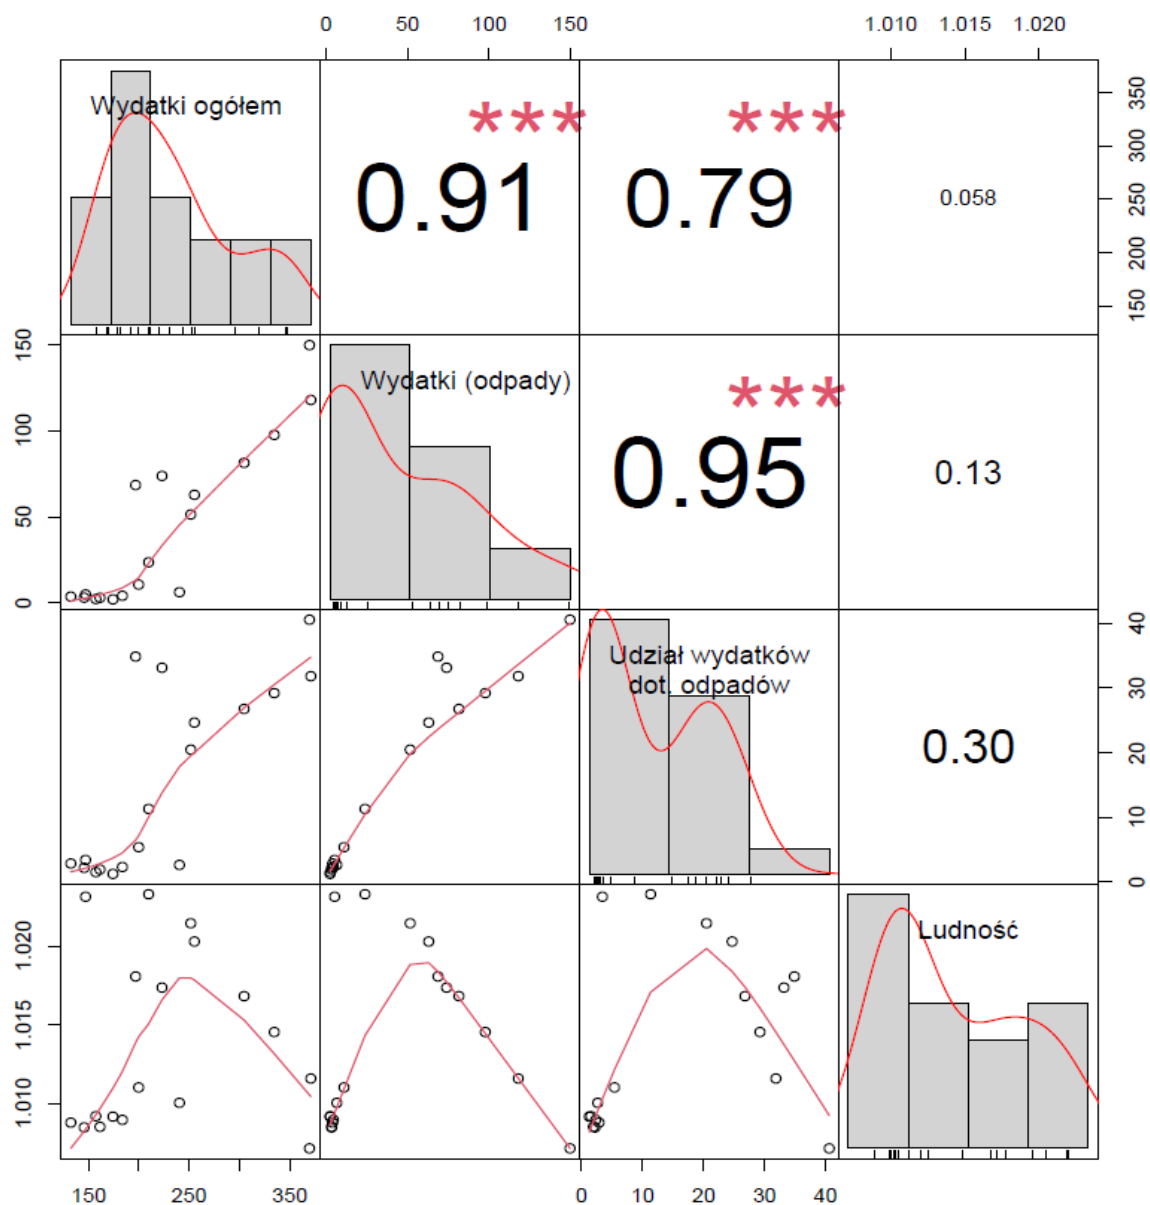 0 50 100 150 1.010 1.015 1.020
Wydatki ogółem
***
0.91
***
0.79
0.058
150 200 250 300 350
0 50 100 150
Wydatki (odpady)
***
0.95
0.13
Udział wydatków
dot. odpadów
0.30
0 10 20 30 40
1.010 1.015 1.020
Ludność
150 250 350 0 10 20 30 40